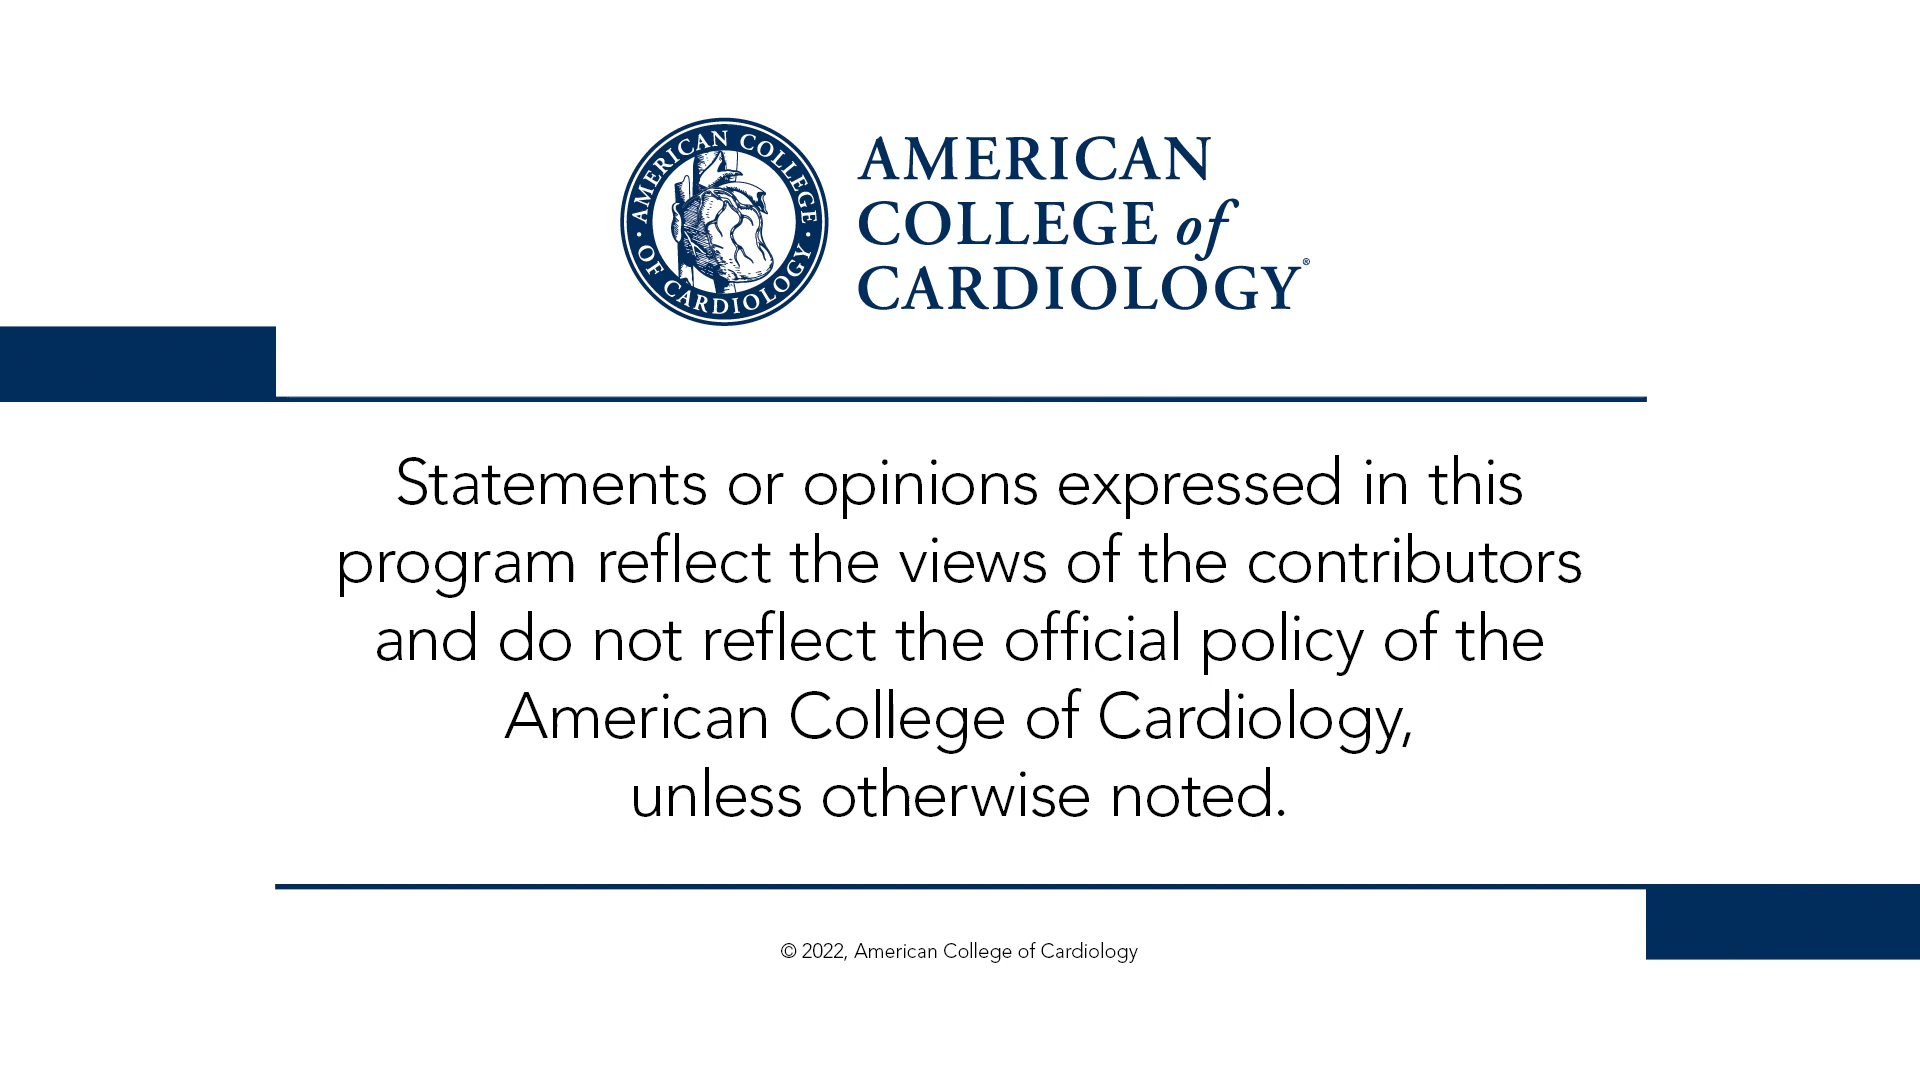 AMERICAN COLLEGE
· OF CARDIOLOGY ·
AMERICAN
COLLEGE of
CARDIOLOGY®
Statements or opinions expressed in this
program reflect the views of the contributors
and do not reflect the official policy of the
American College of Cardiology,
unless otherwise noted.
© 2022, American College of Cardiology